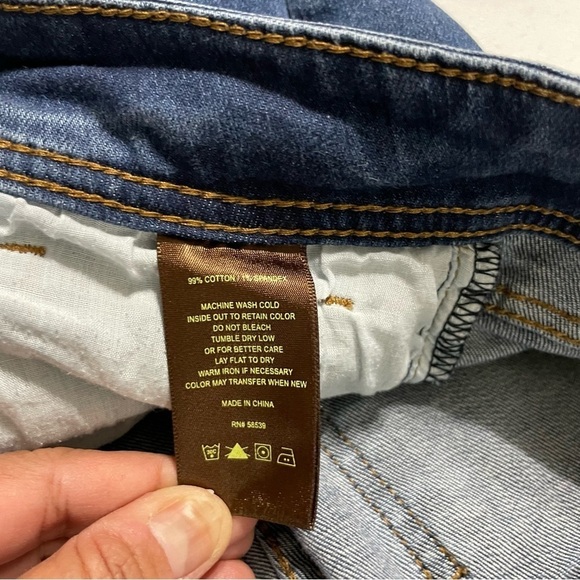 99% COTTON / 1% SPANDEX
MACHINE WASH COLD
INSIDE OUT TO RETAIN COLOR
DO NOT BLEACH
TUMBLE DRY LOW
OR FOR BETTER CARE
LAY FLAT TO DRY
WARM IRON IF NECESSARY
COLOR MAY TRANSFER WHEN NEW
MADE IN CHINA
RN# 58539
30C